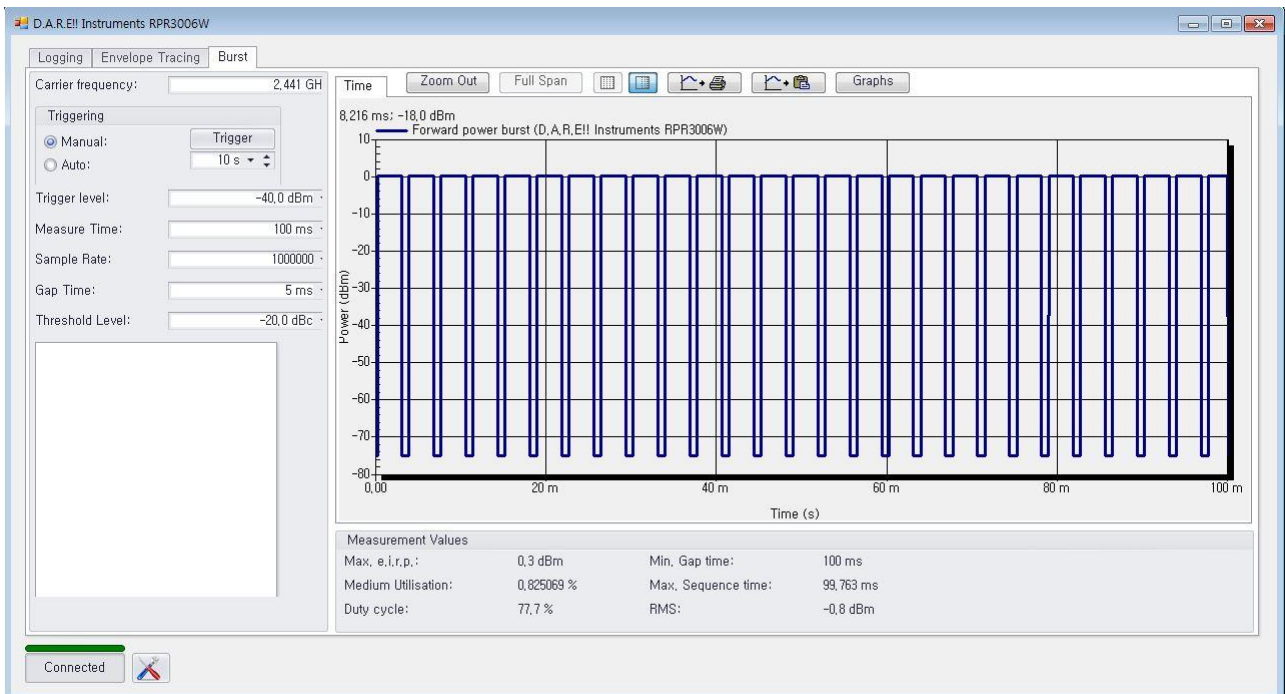 D.A.R.E!! Instruments RPR3006W
Logging Envelope Tracing Burst
Carrier frequency: 2,441 GH
Triggering
Manual: Trigger
Auto: 10 s
Trigger level: -40,0 dBm
Measure Time: 100 ms
Sample Rate: 1000000
Gap Time: 5 ms
Threshold Level: -20,0 dBc
Time Zoom Out Full Span Graphs
8,216 ms; -18,0 dBm
Forward power burst (D,A,R,E!! Instruments RPR3006W)
10
0
-10
-20
-30
-40
-50
-60
-70
-80
Power (dBm)
0,00 20 m 40 m 60 m 80 m 100 m
Time (s)
Measurement Values
Max, e,i,r,p,: 0,3 dBm Min, Gap time: 100 ms
Medium Utilisation: 0,825069 % Max, Sequence time: 99,763 ms
Duty cycle: 77,7 % RMS: -0,8 dBm
Connected